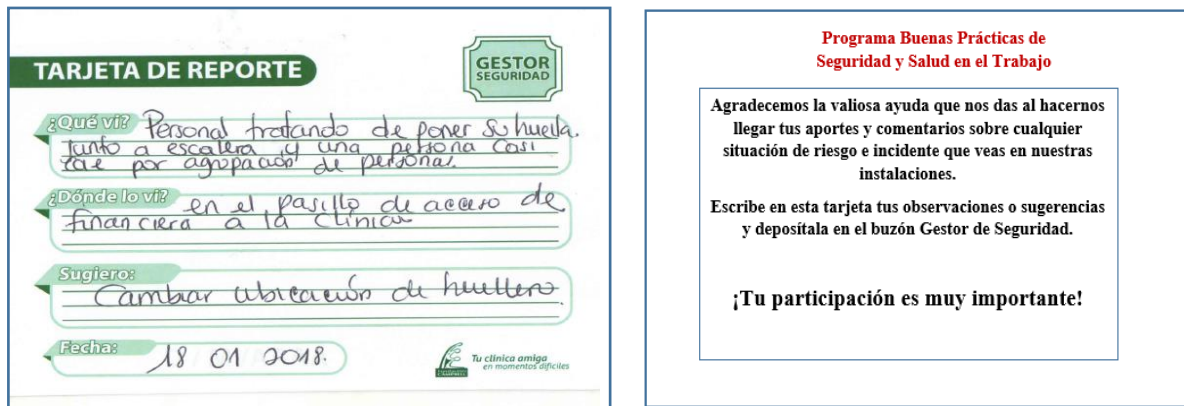 TARJETA DE REPORTE
GESTOR
SEGURIDAD
¿Qué vi? Personal tratando de poner su huella.
Junto a escalera y una persona casi
cae por agrupación de personas.
¿Dónde lo vi? en el pasillo de acceso de
financiera a la clínica
Sugiero:
Cambiar ubicación de huellero.
Fecha: 18 01 2018.
Tu clínica amiga
en momentos difíciles
Programa Buenas Prácticas de
Seguridad y Salud en el Trabajo
Agradecemos la valiosa ayuda que nos das al hacernos
llegar tus aportes y comentarios sobre cualquier
situación de riesgo e incidente que veas en nuestras
instalaciones.
Escribe en esta tarjeta tus observaciones o sugerencias
y deposítala en el buzón Gestor de Seguridad.
¡Tu participación es muy importante!